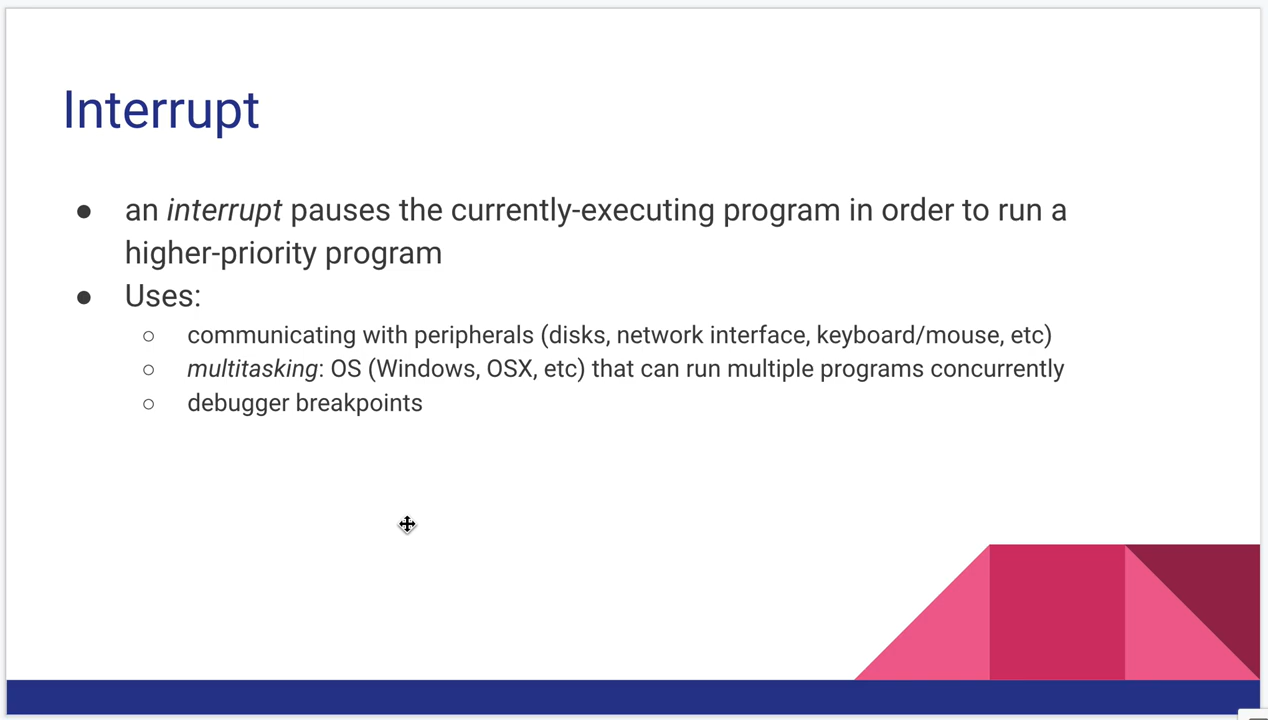 Interrupt
● an interrupt pauses the currently-executing program in order to run a
higher-priority program
● Uses:
○ communicating with peripherals (disks, network interface, keyboard/mouse, etc)
○ multitasking: OS (Windows, OSX, etc) that can run multiple programs concurrently
○ debugger breakpoints